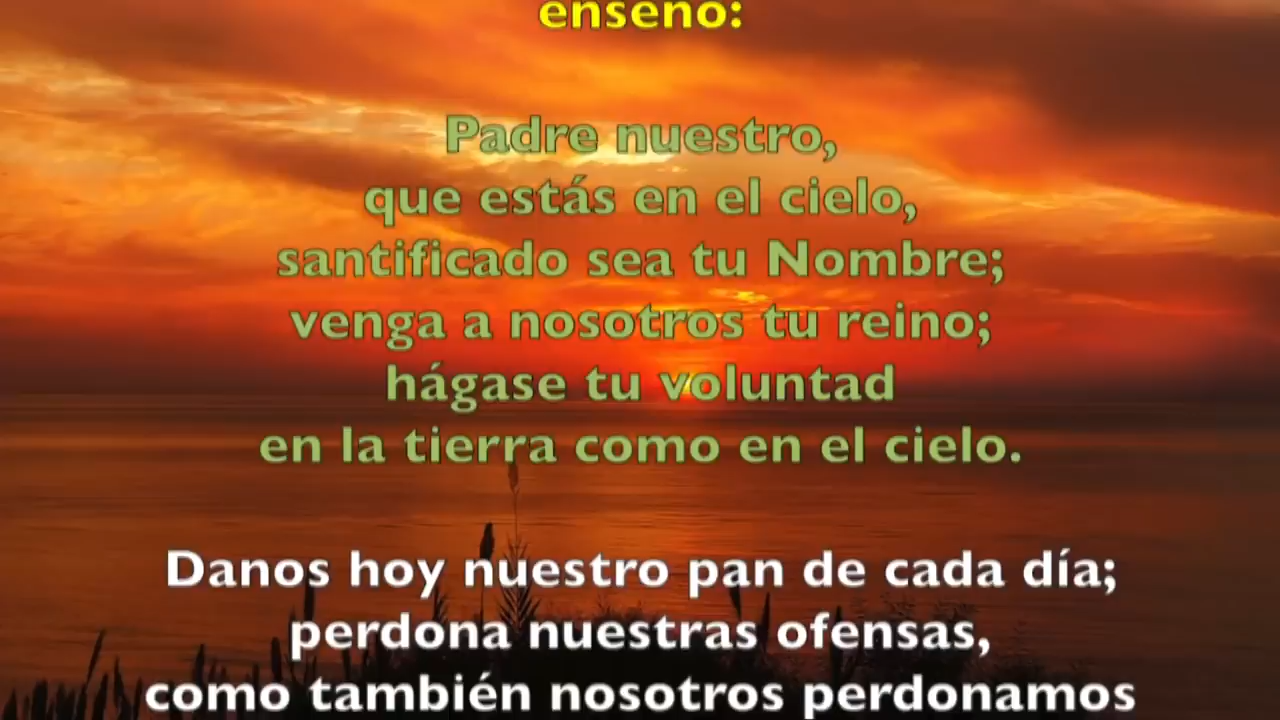 enseñó:
Padre nuestro,
que estás en el cielo,
santificado sea tu Nombre;
venga a nosotros tu reino;
hágase tu voluntad
en la tierra como en el cielo.
Danos hoy nuestro pan de cada día;
perdona nuestras ofensas,
como también nosotros perdonamos